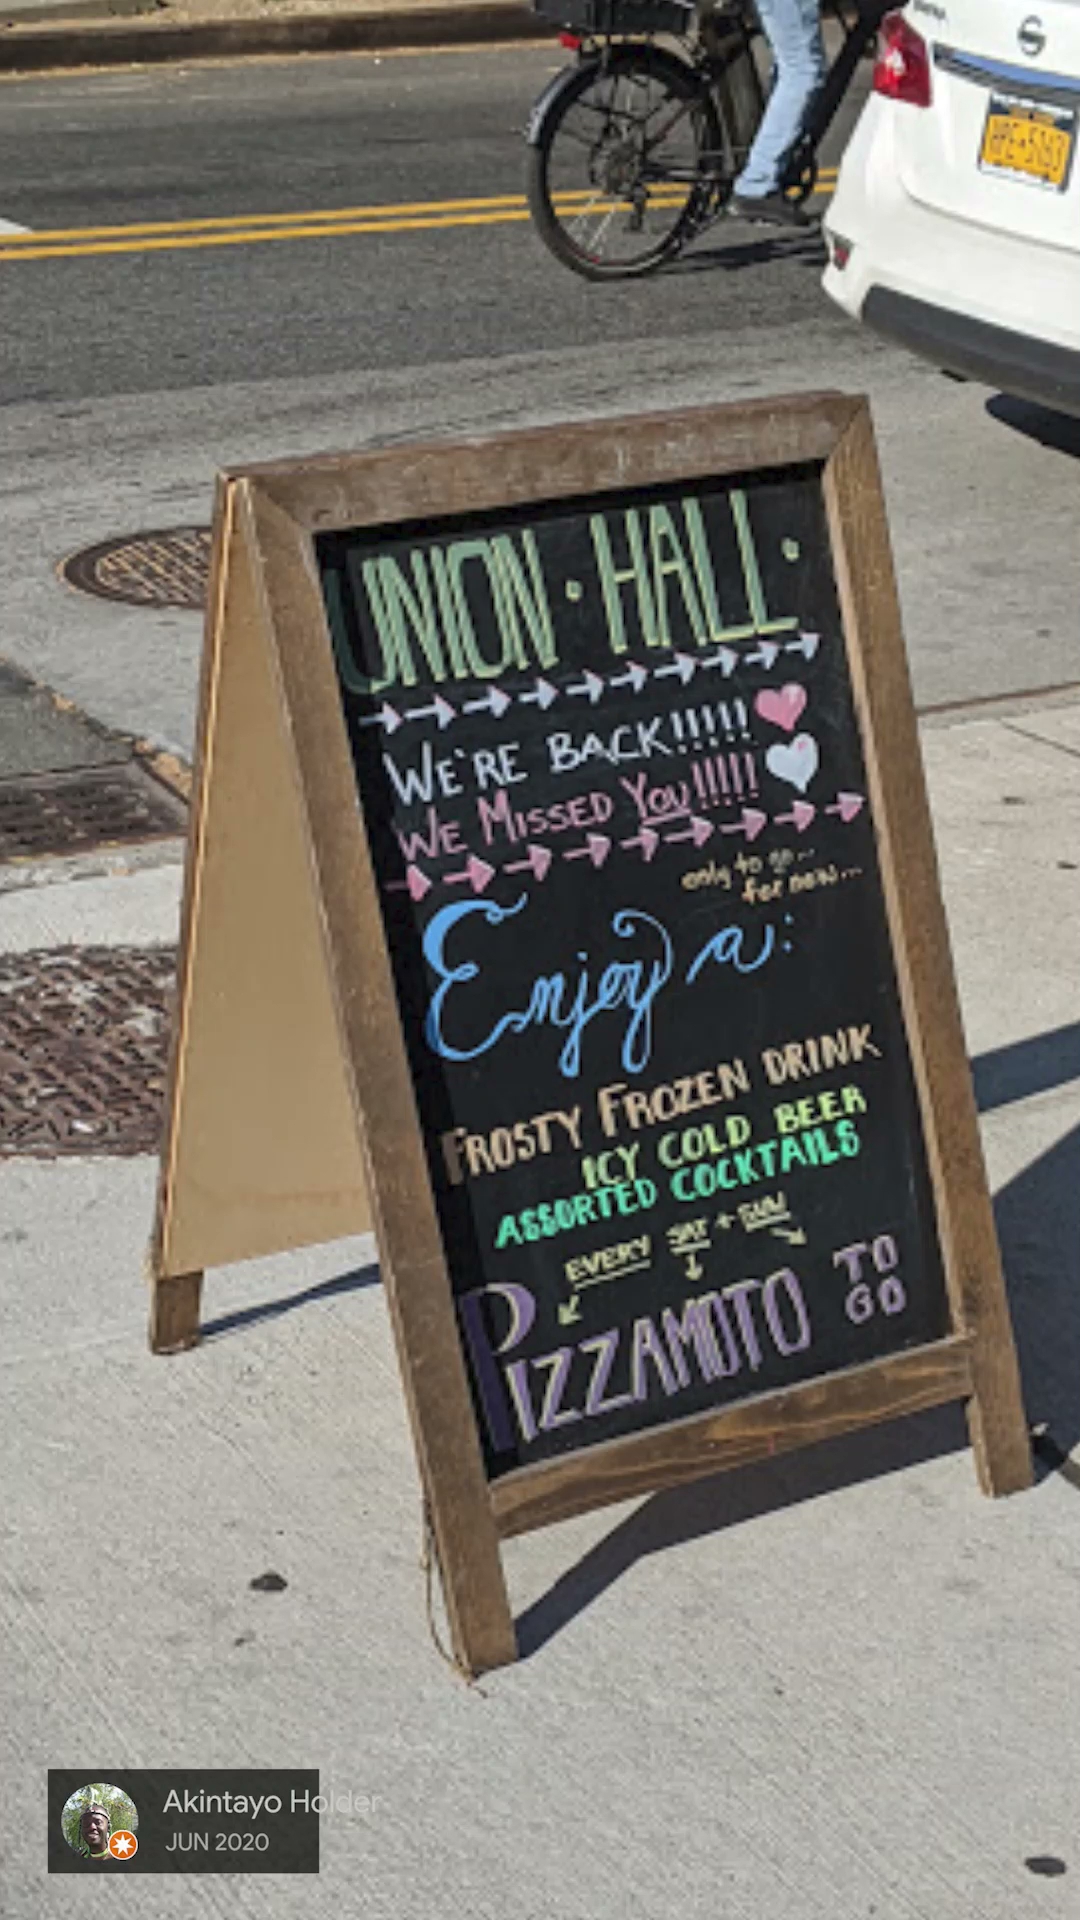 UNION · HALL ·
WE'RE BACK!!!!!
WE MISSED YOU!!!!!
only to go...
for now...
Enjoy a:
FROSTY FROZEN DRINK
ICY COLD BEER
ASSORTED COCKTAILS
EVERY SAT + SUN
PIZZAMOTO TO GO
Akintayo Holder
JUN 2020